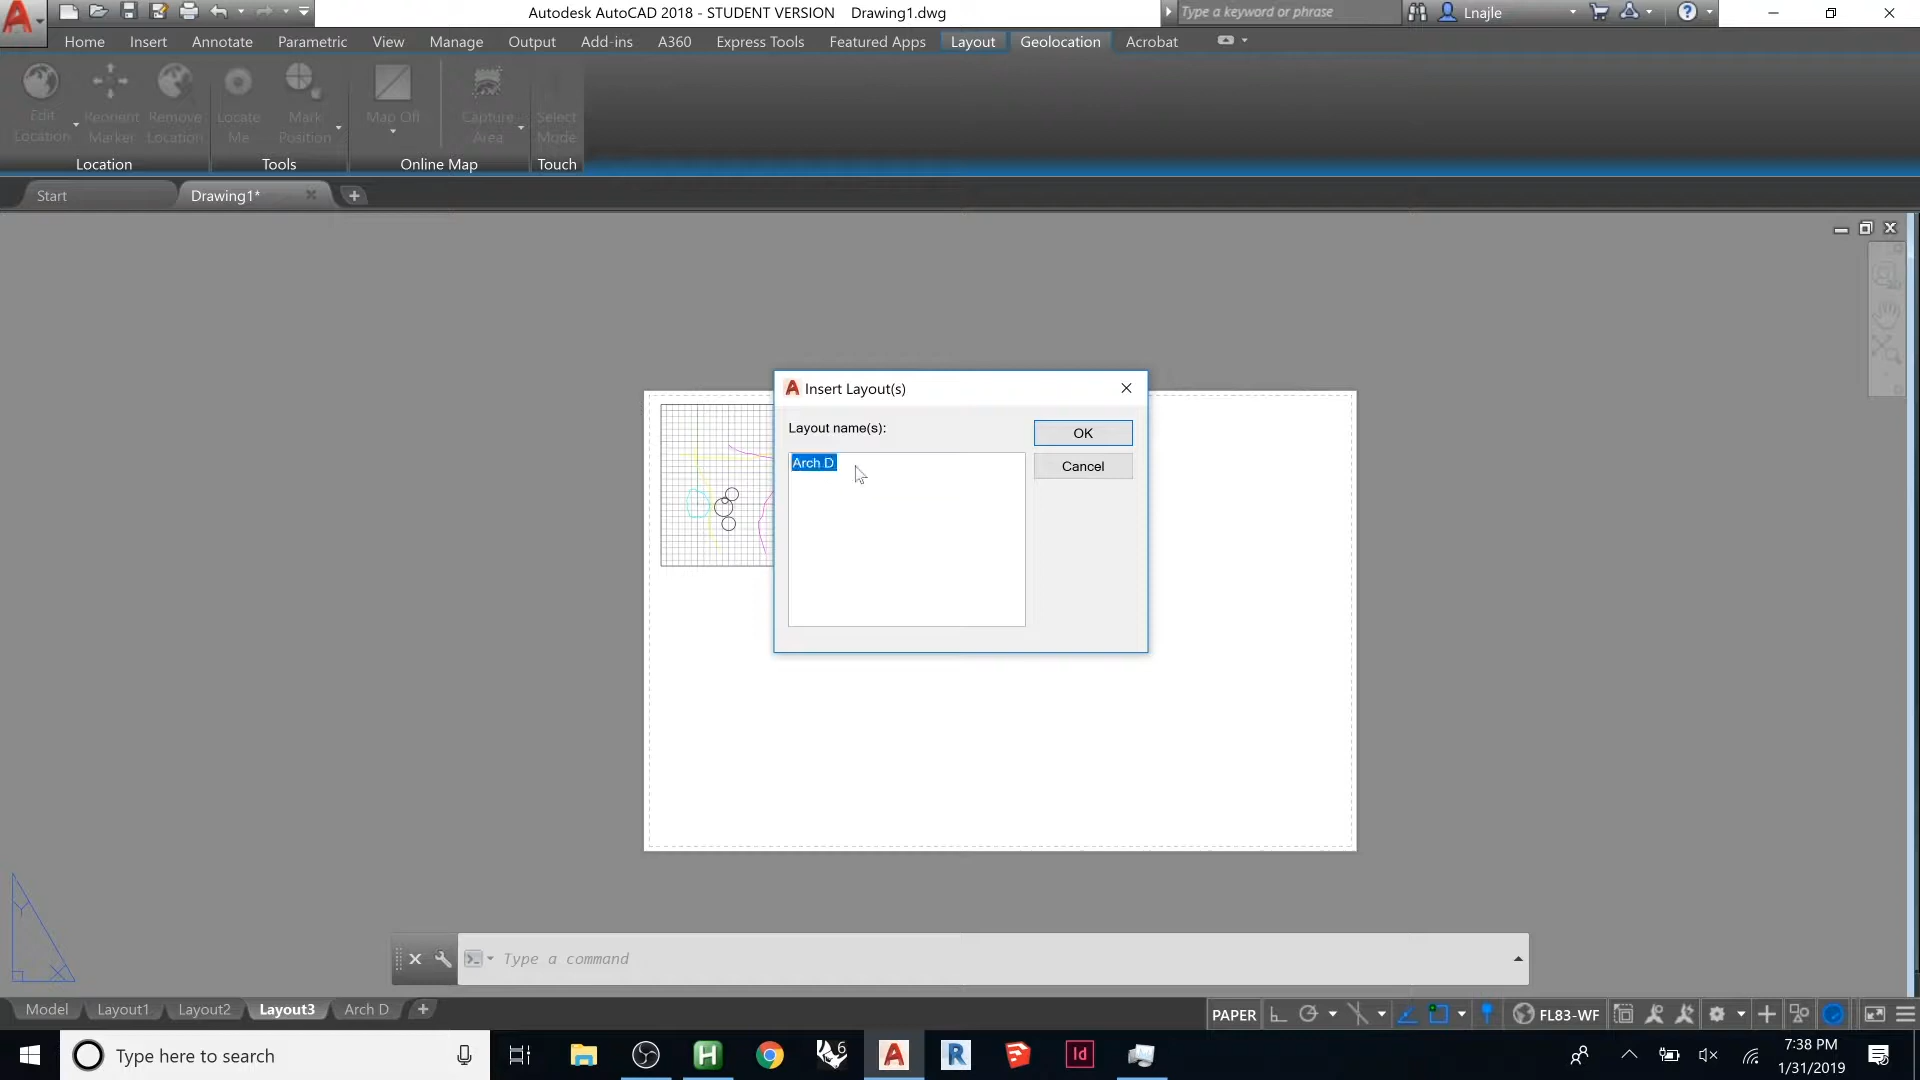 Autodesk AutoCAD 2018 - STUDENT VERSION Drawing1.dwg
Type a keyword or phrase
Lnajle
Home Insert Annotate Parametric View Manage Output Add-ins A360 Express Tools Featured Apps Layout Geolocation Acrobat
Edit Location
Reorient Marker
Remove Location
Locate Me
Mark Position
Map Off
Capture Area
Select Mode
Location Tools Online Map Touch
Start Drawing1*
A Insert Layout(s)
Layout name(s):
OK
Arch D
Cancel
Type a command
Model Layout1 Layout2 Layout3 Arch D
PAPER
FL83-WF
Type here to search
H
6
A
R
Id
7:38 PM
1/31/2019